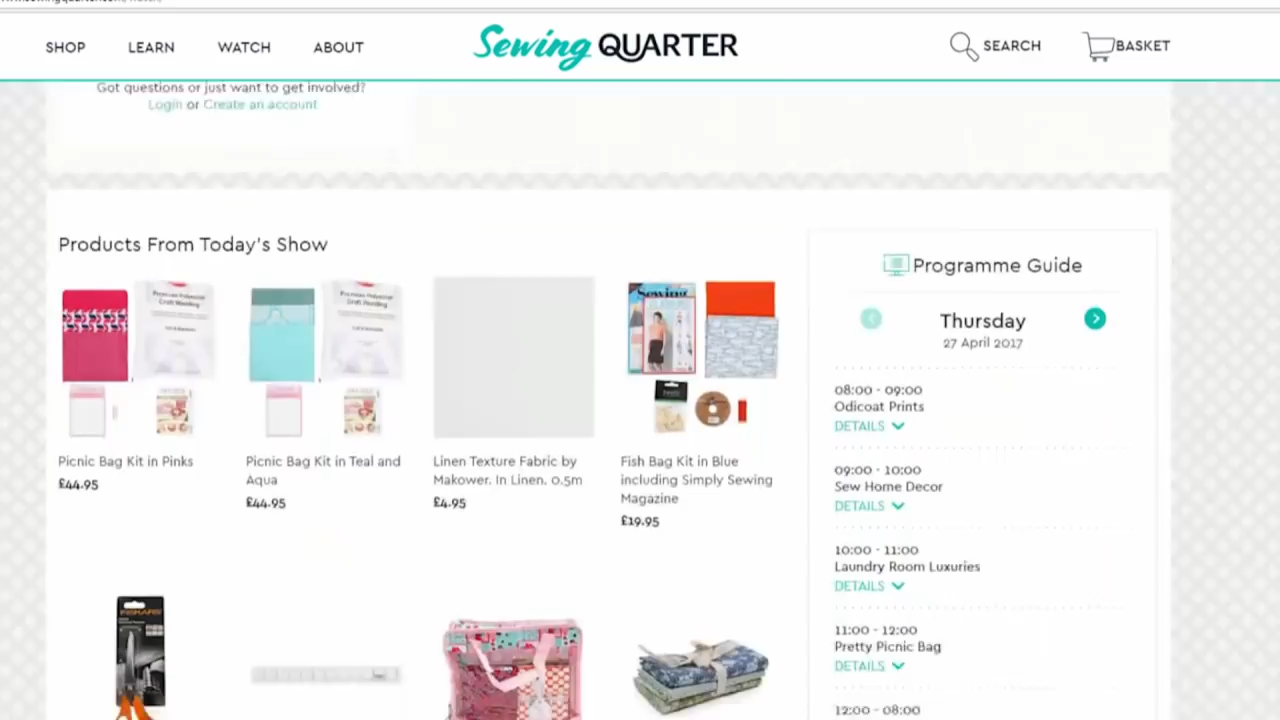 SHOP
LEARN
WATCH
ABOUT
Sewing QUARTER
SEARCH
BASKET
Got questions or just want to get involved?
Login or Create an account
Products From Today's Show
Picnic Bag Kit in Pinks
£44.95
Picnic Bag Kit in Teal and
Aqua
£44.95
Linen Texture Fabric by
Makower. In Linen. 0.5m
£4.95
Sewing
Fish Bag Kit in Blue
including Simply Sewing
Magazine
£19.95
FISKARS
Programme Guide
Thursday
27 April 2017
08:00 - 09:00
Odicoat Prints
DETAILS
09:00 - 10:00
Sew Home Decor
DETAILS
10:00 - 11:00
Laundry Room Luxuries
DETAILS
11:00 - 12:00
Pretty Picnic Bag
DETAILS
12:00 - 08:00